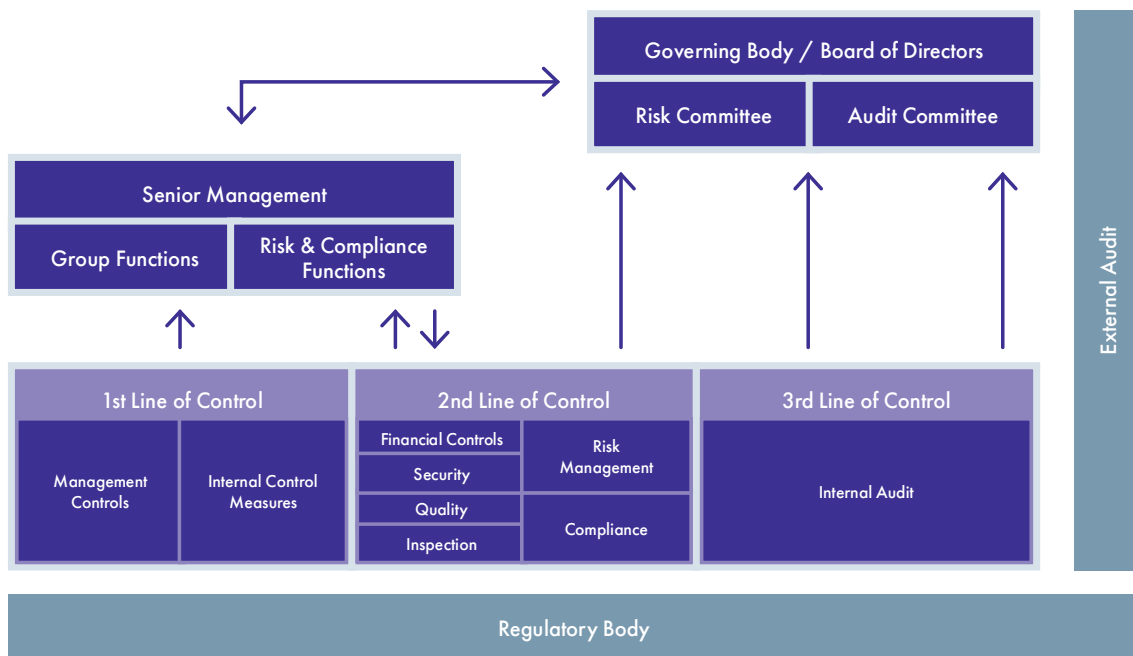 Governing Body / Board of Directors
Risk Committee
Audit Committee
Senior Management
Group Functions
Risk & Compliance
Functions
External Audit
1st Line of Control
2nd Line of Control
3rd Line of Control
Management
Controls
Internal Control
Measures
Financial Controls
Security
Quality
Inspection
Risk
Management
Compliance
Internal Audit
Regulatory Body